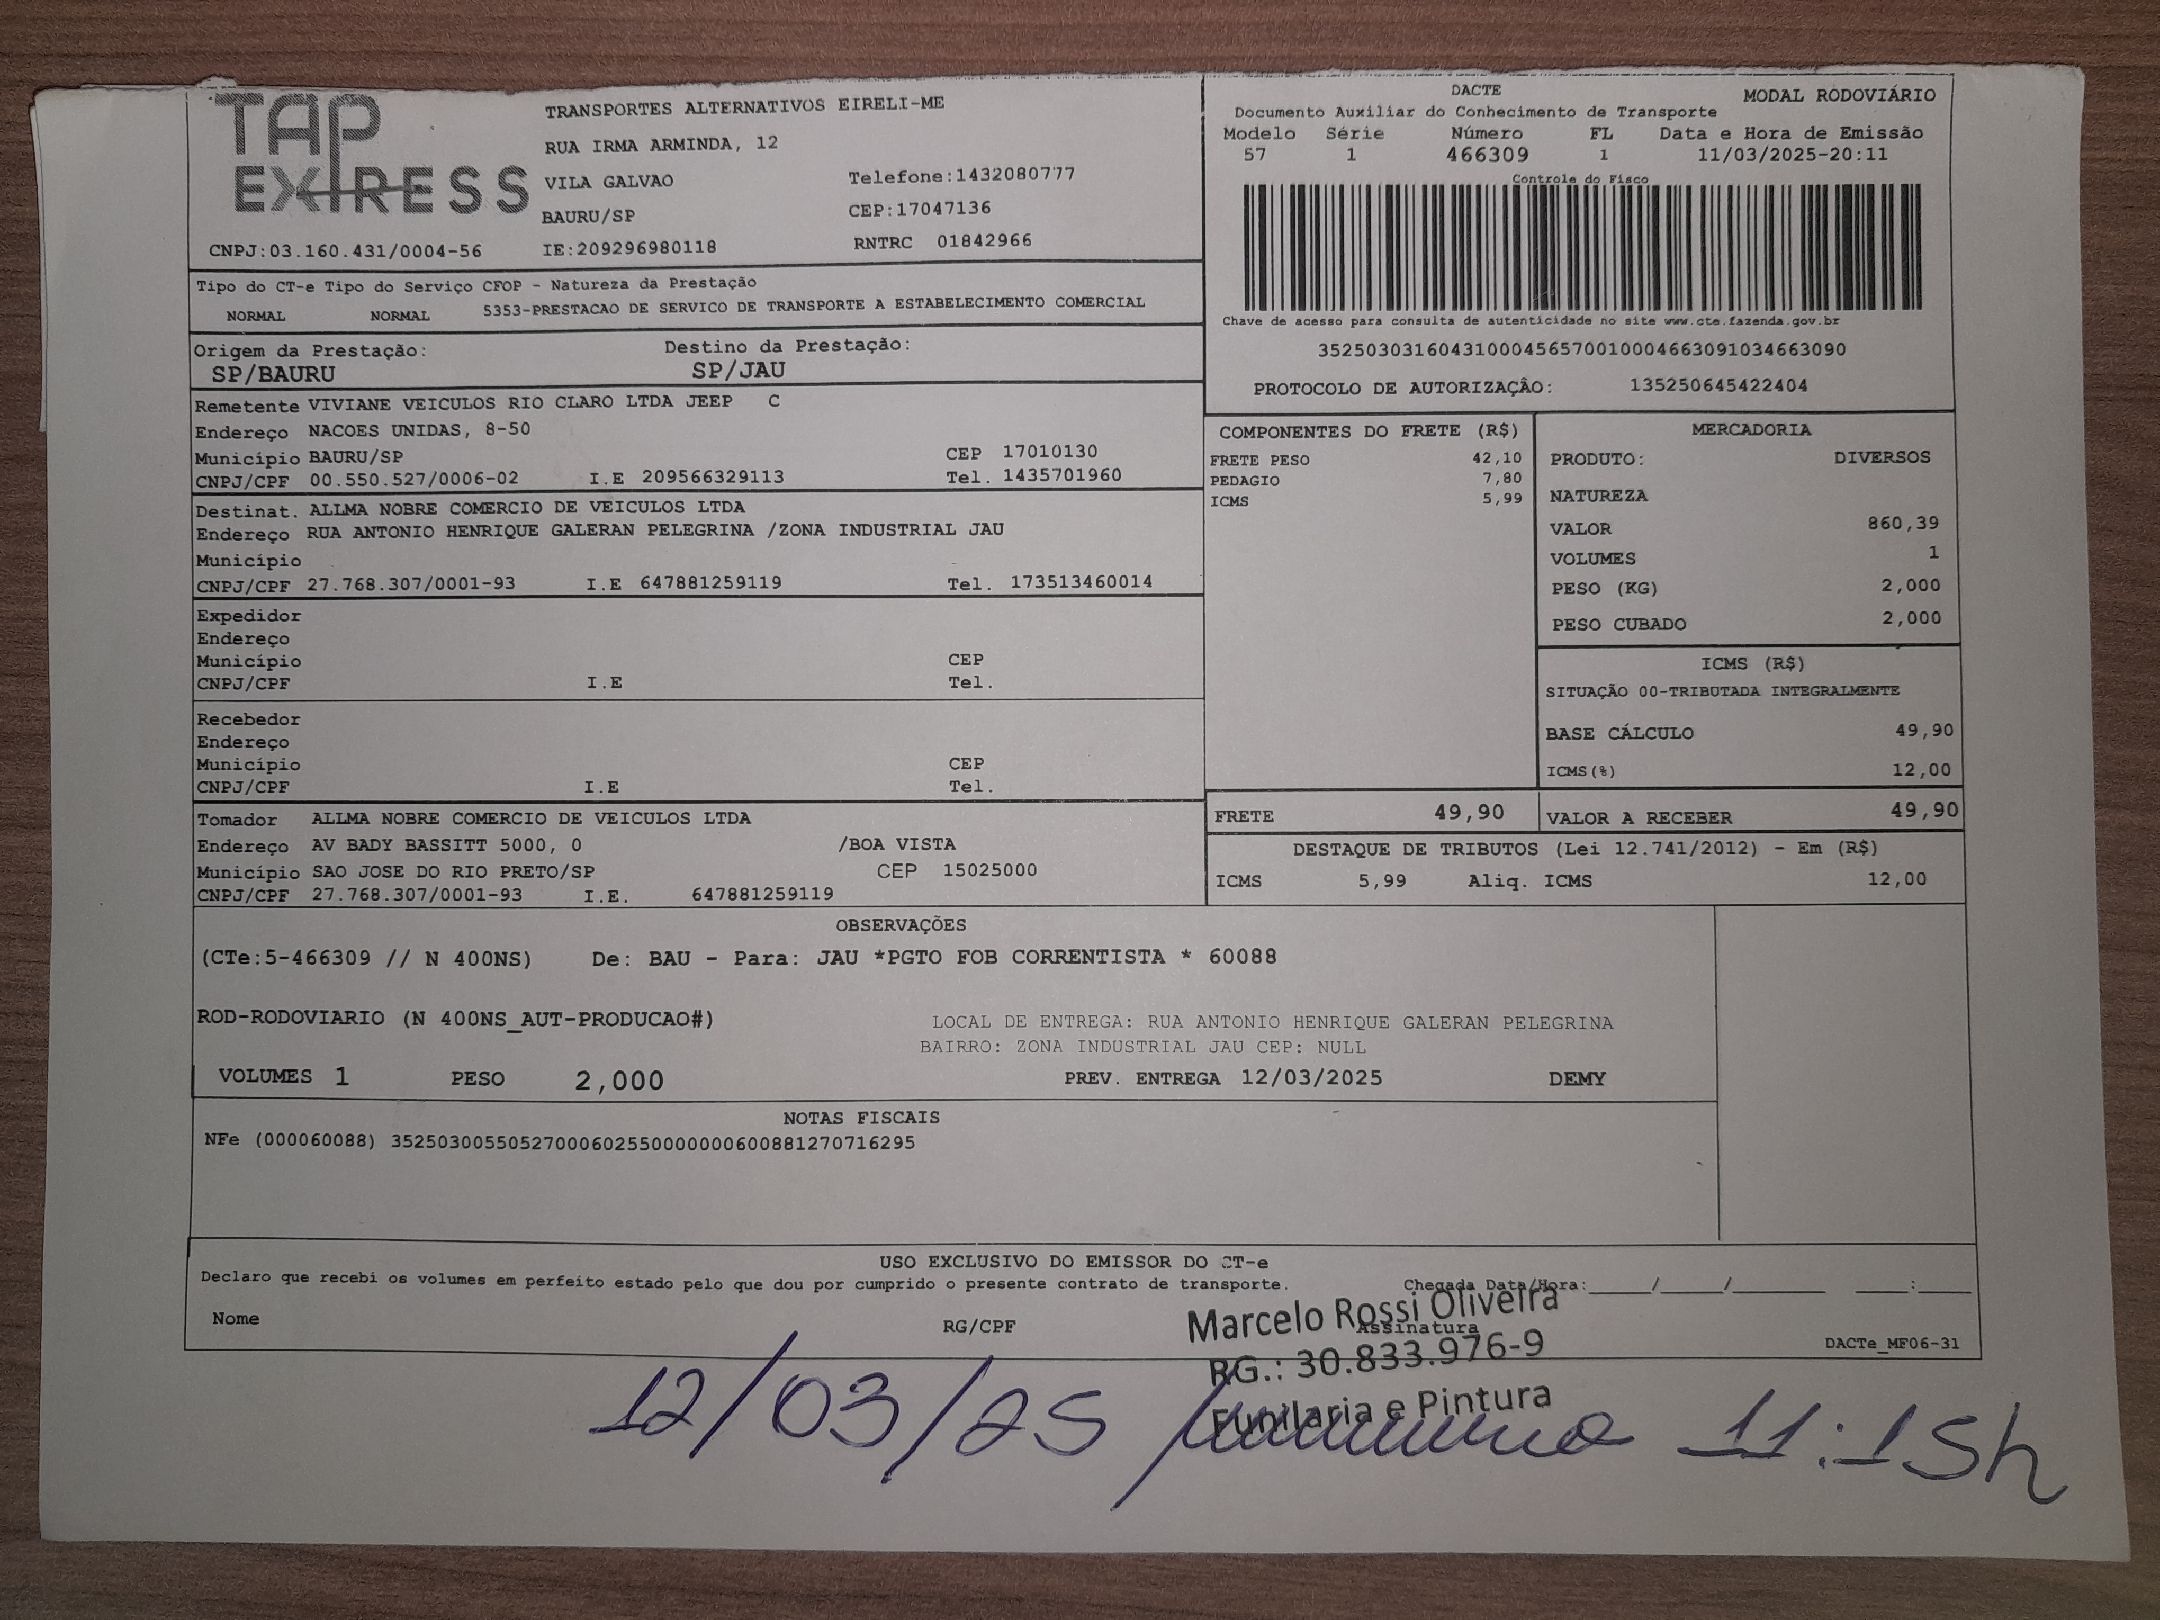 TAP EXPRESS
TRANSPORTES ALTERNATIVOS EIRELI-ME
RUA IRMA ARMINDA, 12
VILA GALVAO Telefone:1432080777
BAURU/SP CEP:17047136
CNPJ:03.160.431/0004-56 IE:209296980118 RNTRC 01842966
DACTE
Documento Auxiliar do Conhecimento de Transporte MODAL RODOVIÁRIO
Modelo Série Número FL Data e Hora de Emissão
57 1 466309 1 11/03/2025-20:11
Controle do Fisco
Chave de acesso para consulta de autenticidade no site www.cte.fazenda.gov.br
35250303160431000456570010004663091034663090
PROTOCOLO DE AUTORIZAÇÃO: 135250645422404
Tipo do CT-e Tipo do Serviço CFOP - Natureza da Prestação
NORMAL NORMAL 5353-PRESTACAO DE SERVICO DE TRANSPORTE A ESTABELECIMENTO COMERCIAL
Origem da Prestação: Destino da Prestação:
SP/BAURU SP/JAU
Remetente VIVIANE VEICULOS RIO CLARO LTDA JEEP C
Endereço NACOES UNIDAS, 8-50
Município BAURU/SP CEP 17010130
CNPJ/CPF 00.550.527/0006-02 I.E 209566329113 Tel. 1435701960
Destinat. ALLMA NOBRE COMERCIO DE VEICULOS LTDA
Endereço RUA ANTONIO HENRIQUE GALERAN PELEGRINA /ZONA INDUSTRIAL JAU
Município
CNPJ/CPF 27.768.307/0001-93 I.E 647881259119 Tel. 173513460014
Expedidor
Endereço
Município CEP
CNPJ/CPF I.E Tel.
Recebedor
Endereço
Município CEP
CNPJ/CPF I.E Tel.
Tomador ALLMA NOBRE COMERCIO DE VEICULOS LTDA
Endereço AV BADY BASSITT 5000, 0 /BOA VISTA
Município SAO JOSE DO RIO PRETO/SP CEP 15025000
CNPJ/CPF 27.768.307/0001-93 I.E. 647881259119
COMPONENTES DO FRETE (R$)
FRETE PESO 42,10
PEDAGIO 7,80
ICMS 5,99
MERCADORIA
PRODUTO: DIVERSOS
NATUREZA
VALOR 860,39
VOLUMES 1
PESO (KG) 2,000
PESO CUBADO 2,000
ICMS (R$)
SITUAÇÃO 00-TRIBUTADA INTEGRALMENTE
BASE CÁLCULO 49,90
ICMS(%) 12,00
FRETE 49,90 VALOR A RECEBER 49,90
DESTAQUE DE TRIBUTOS (Lei 12.741/2012) - Em (R$)
ICMS 5,99 Aliq. ICMS 12,00
OBSERVAÇÕES
(CTe:5-466309 // N 400NS) De: BAU - Para: JAU *PGTO FOB CORRENTISTA * 60088
ROD-RODOVIARIO (N 400NS_AUT-PRODUCAO#) LOCAL DE ENTREGA: RUA ANTONIO HENRIQUE GALERAN PELEGRINA
BAIRRO: ZONA INDUSTRIAL JAU CEP: NULL
VOLUMES 1 PESO 2,000 PREV. ENTREGA 12/03/2025 DEMY
NOTAS FISCAIS
NFe (000060088) 35250300550527000602550000000600881270716295
USO EXCLUSIVO DO EMISSOR DO CT-e
Declaro que recebi os volumes em perfeito estado pelo que dou por cumprido o presente contrato de transporte. Chegada Data/Hora:_____/_____/_______ ____:____
Nome RG/CPF Assinatura
DACTe_MF06-31
Marcelo Rossi Oliveira
RG.: 30.833.976-9
Funilaria e Pintura
12/03/25 11:15h